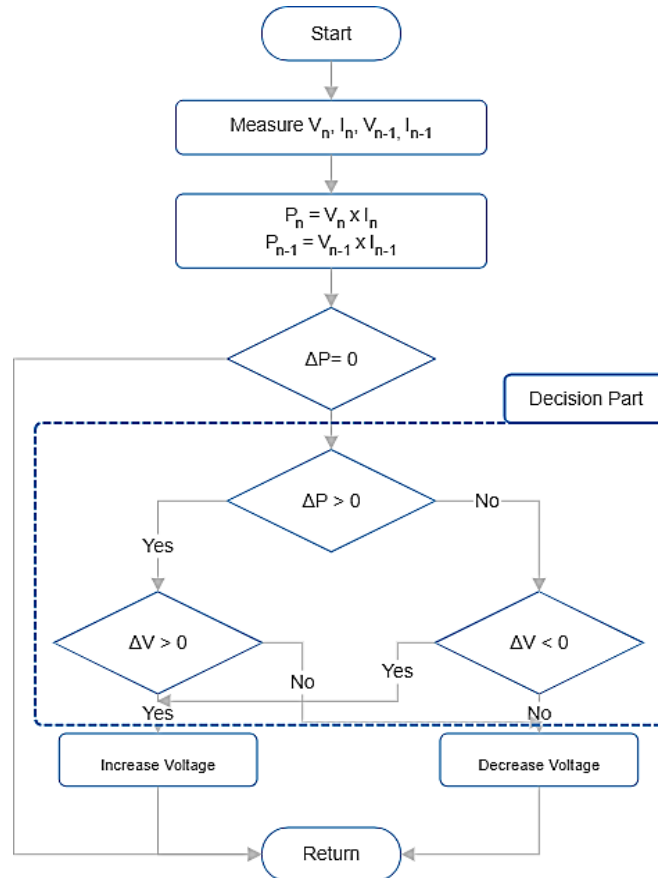 Start
Measure Vn, In, Vn-1, In-1
Pn = Vn x In
Pn-1 = Vn-1 x In-1
ΔP= 0
Decision Part
ΔP > 0
No
Yes
ΔV > 0
ΔV < 0
Yes
No
Yes
No
Increase Voltage
Decrease Voltage
Return